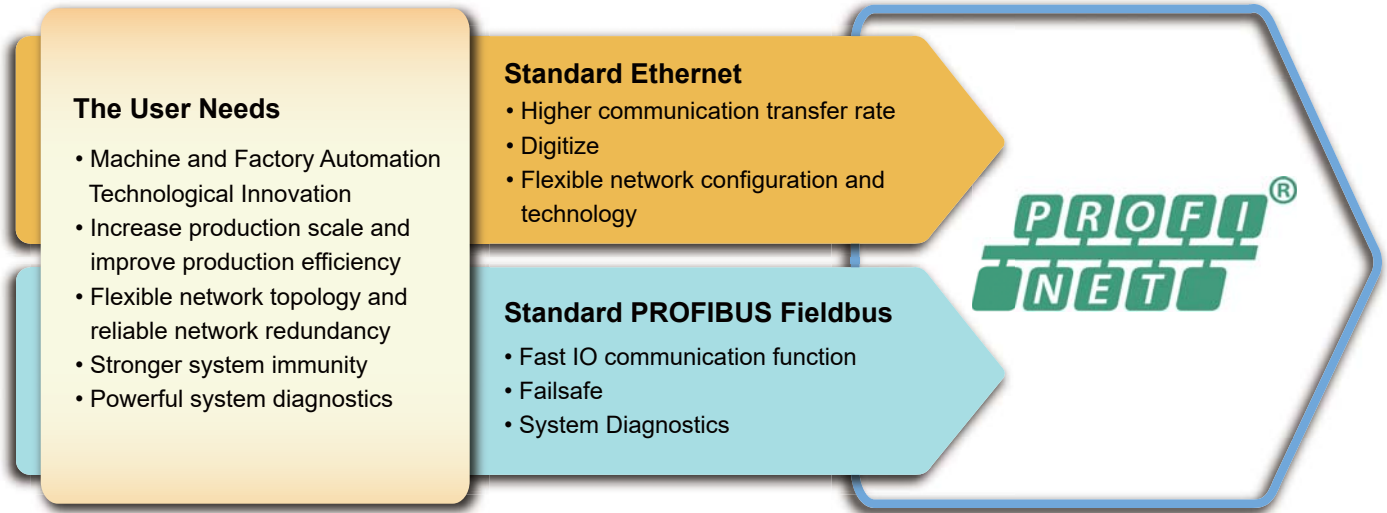 The User Needs
• Machine and Factory Automation
Technological Innovation
• Increase production scale and
improve production efficiency
• Flexible network topology and
reliable network redundancy
• Stronger system immunity
• Powerful system diagnostics
Standard Ethernet
• Higher communication transfer rate
• Digitize
• Flexible network configuration and
technology
Standard PROFIBUS Fieldbus
• Fast IO communication function
• Failsafe
• System Diagnostics
PROFI®
NET